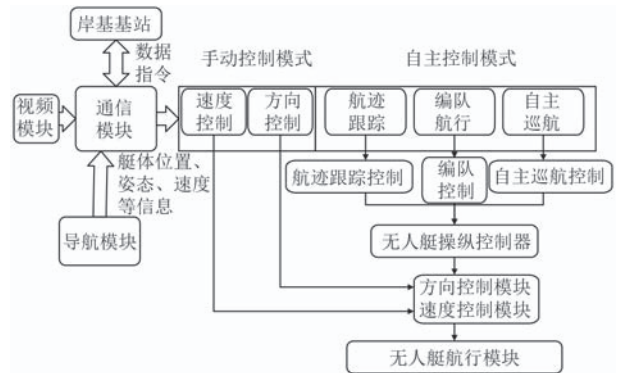 岸基基站
数据
指令
手动控制模式
自主控制模式
视频
模块
通信
模块
速度
控制
方向
控制
航迹
跟踪
编队
航行
自主
巡航
艇体位置、
姿态、速度
等信息
航迹跟踪控制
编队
控制
自主巡航控制
导航模块
无人艇操纵控制器
方向控制模块
速度控制模块
无人艇航行模块